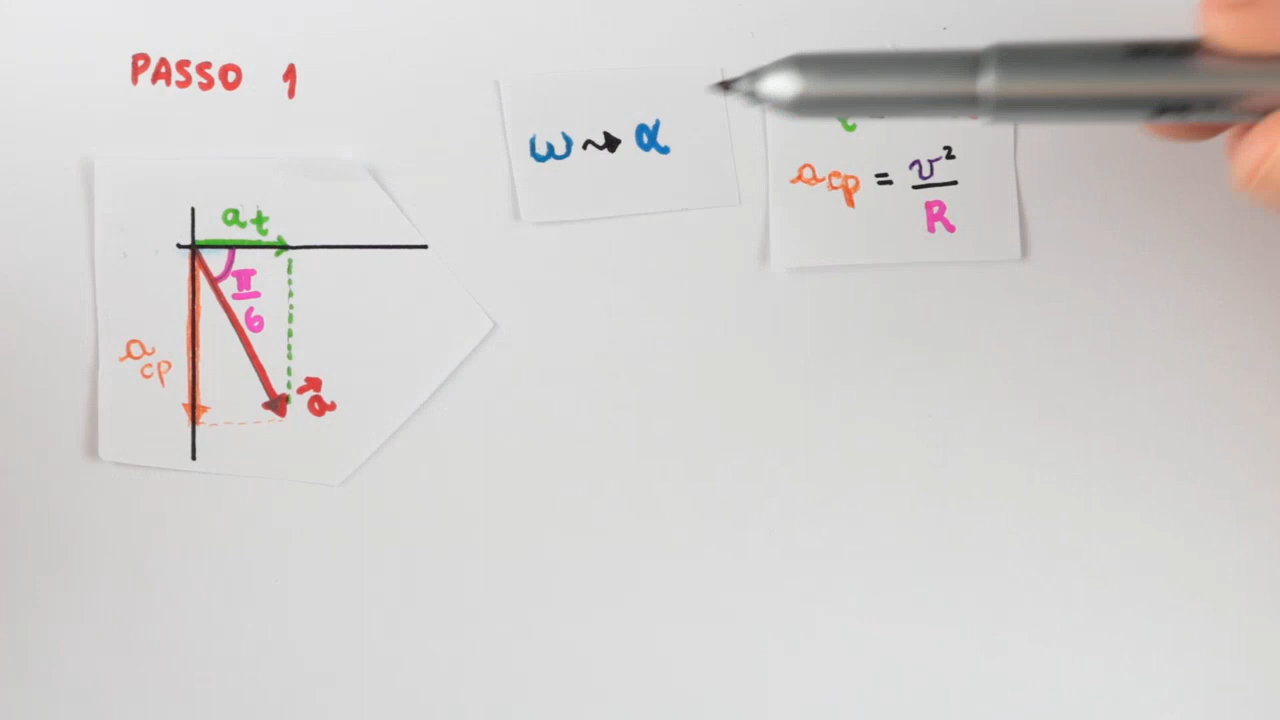 PASSO 1
ω ⇝ α
a_cp = v²/R
a_t
π/6
a_cp
a⃗